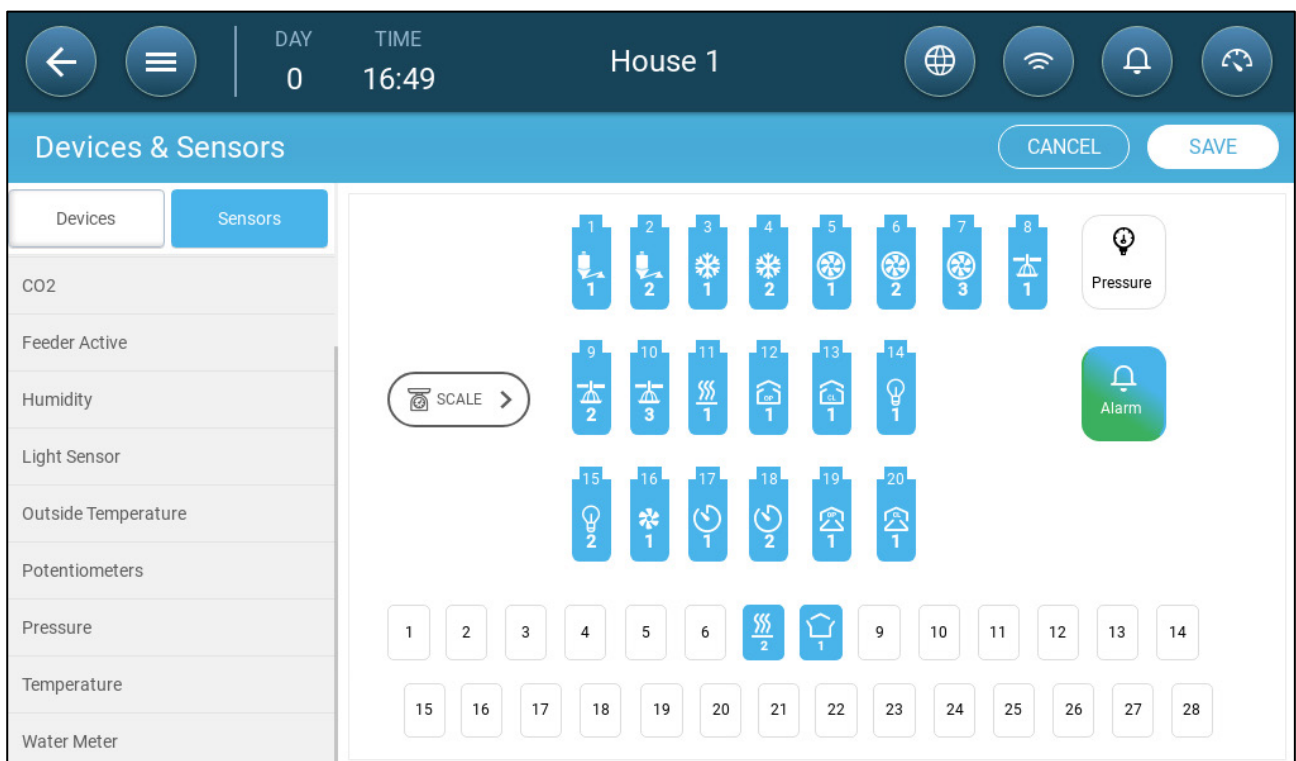 DAY TIME
0 16:49 House 1
Devices & Sensors CANCEL SAVE
Devices Sensors
CO2
Feeder Active
Humidity
Light Sensor
Outside Temperature
Potentiometers
Pressure
Temperature
Water Meter
1 2 3 4 5 6 7 8
1 2 1 2 1 2 3 1
Pressure
SCALE
9 10 11 12 13 14
OP CL
2 3 1 1 1 1
Alarm
15 16 17 18 19 20
OP CL
2 1 1 2 1 1
1 2 3 4 5 6 2 1 9 10 11 12 13 14
15 16 17 18 19 20 21 22 23 24 25 26 27 28